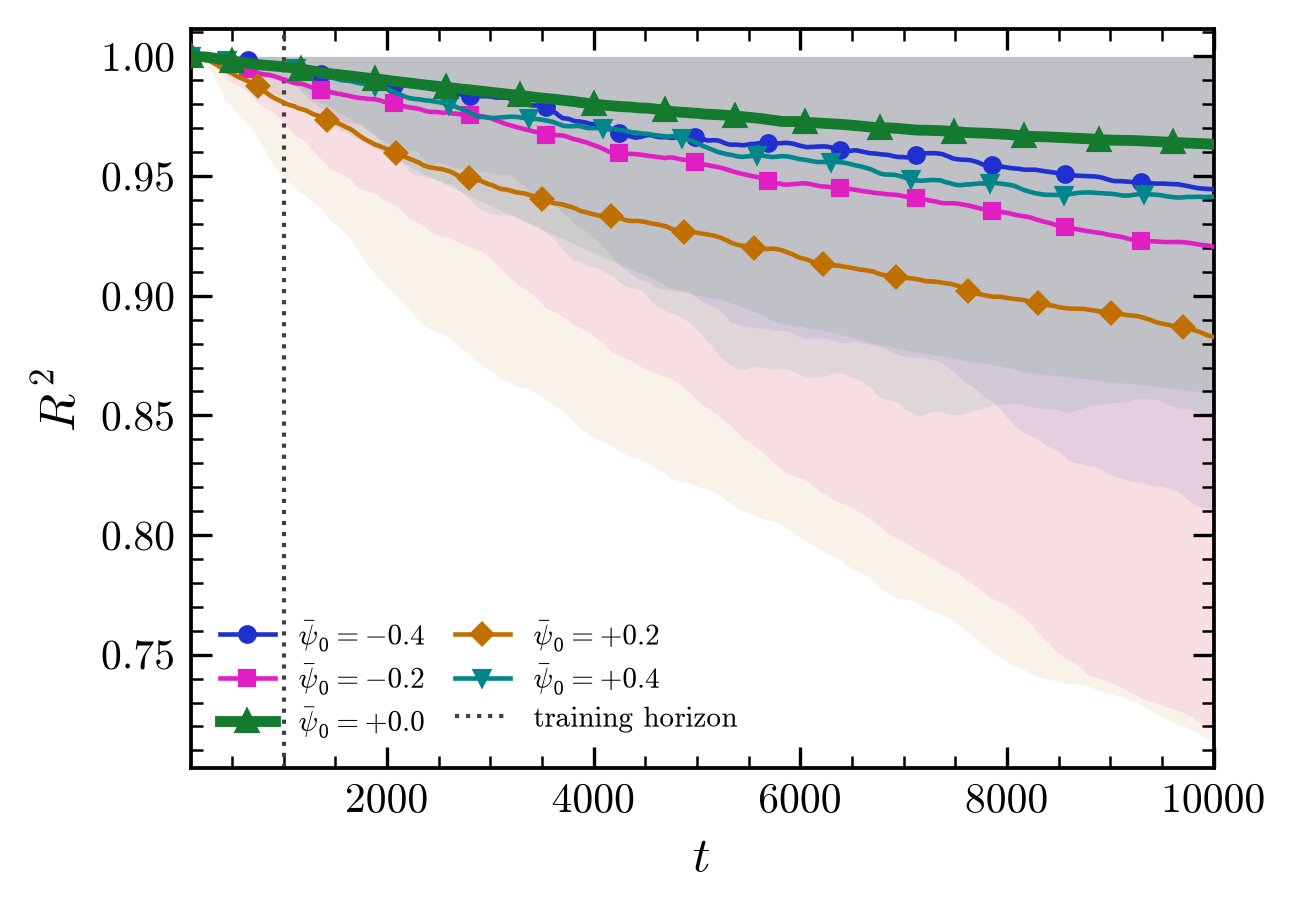 1.00
0.95
0.90
0.85
0.80
0.75
R²
ψ̄₀ = −0.4
ψ̄₀ = −0.2
ψ̄₀ = +0.0
ψ̄₀ = +0.2
ψ̄₀ = +0.4
training horizon
2000 4000 6000 8000 10000
t